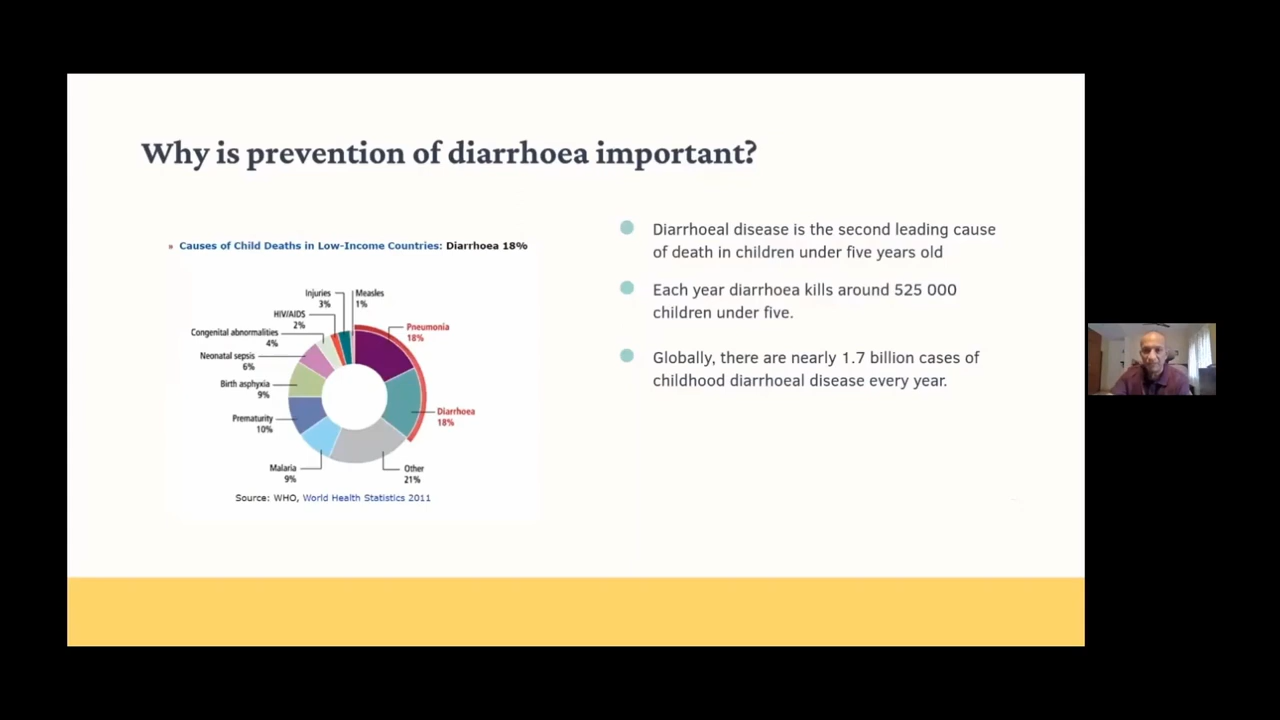 Why is prevention of diarrhoea important?
Causes of Child Deaths in Low-Income Countries: Diarrhoea 18%
Injuries
3%
Measles
1%
HIV/AIDS
2%
Congenital abnormalities
4%
Neonatal sepsis
6%
Birth asphyxia
9%
Prematurity
10%
Malaria
9%
Pneumonia
18%
Diarrhoea
18%
Other
21%
Source: WHO, World Health Statistics 2011
Diarrhoeal disease is the second leading cause
of death in children under five years old
Each year diarrhoea kills around 525 000
children under five.
Globally, there are nearly 1.7 billion cases of
childhood diarrhoeal disease every year.